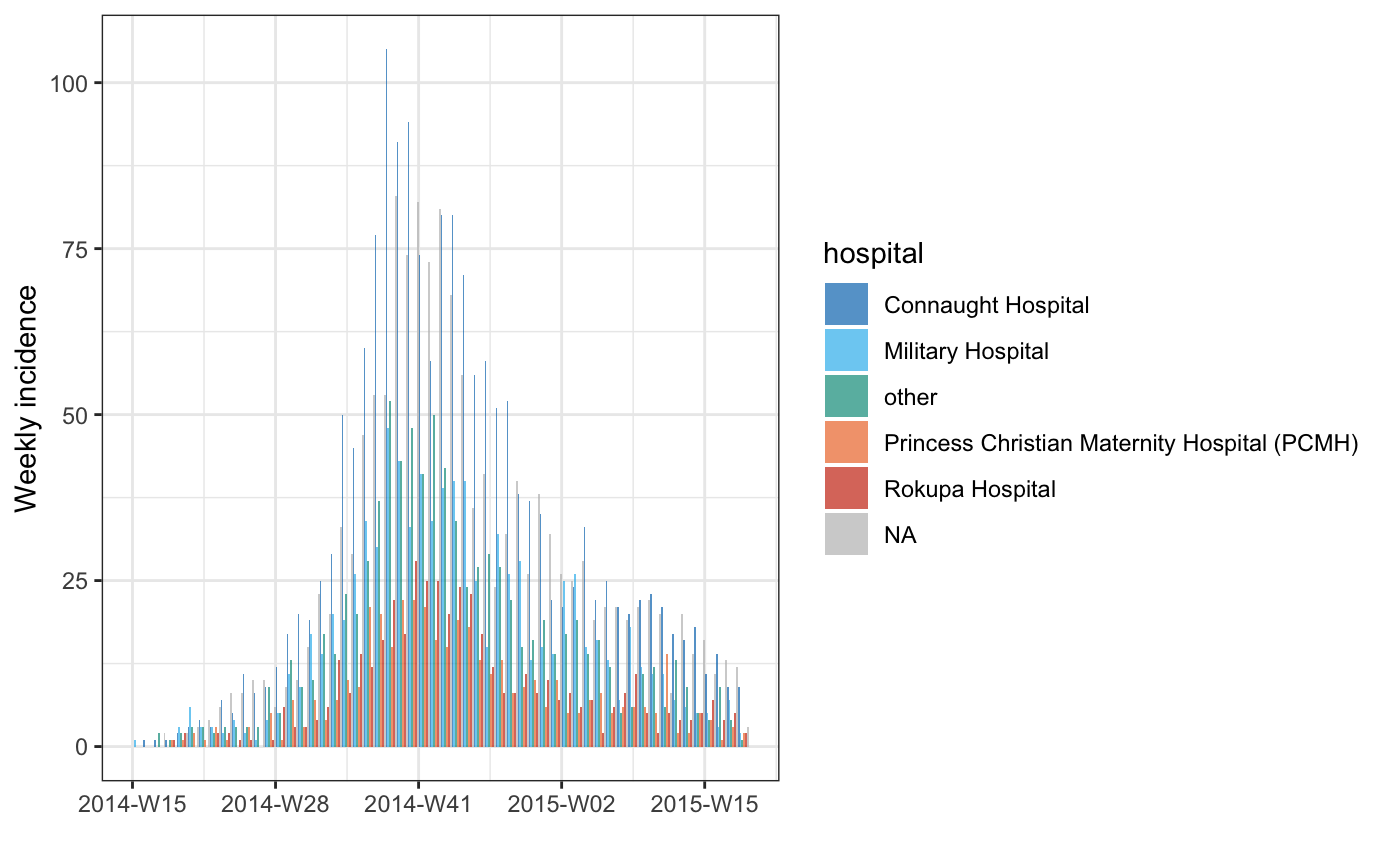 Weekly incidence
100
75
50
25
0
2014-W15 2014-W28 2014-W41 2015-W02 2015-W15
hospital
Connaught Hospital
Military Hospital
other
Princess Christian Maternity Hospital (PCMH)
Rokupa Hospital
NA